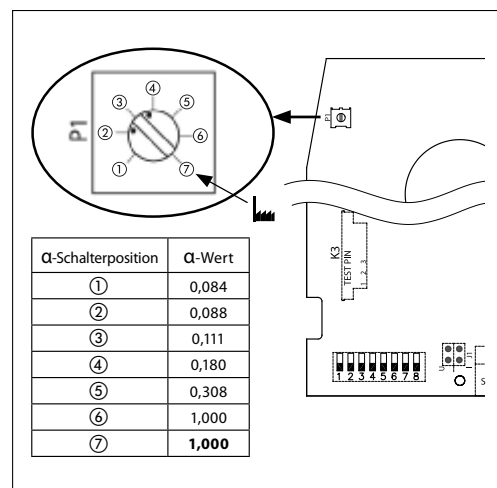 P1
① ② ③ ④ ⑤ ⑥ ⑦
P1
α-Schalterposition α-Wert
① 0,084
② 0,088
③ 0,111
④ 0,180
⑤ 0,308
⑥ 1,000
⑦ 1,000
K3
TEST PIN
1 2 3
1 2 3 4 5 6 7 8
U I
J1
S